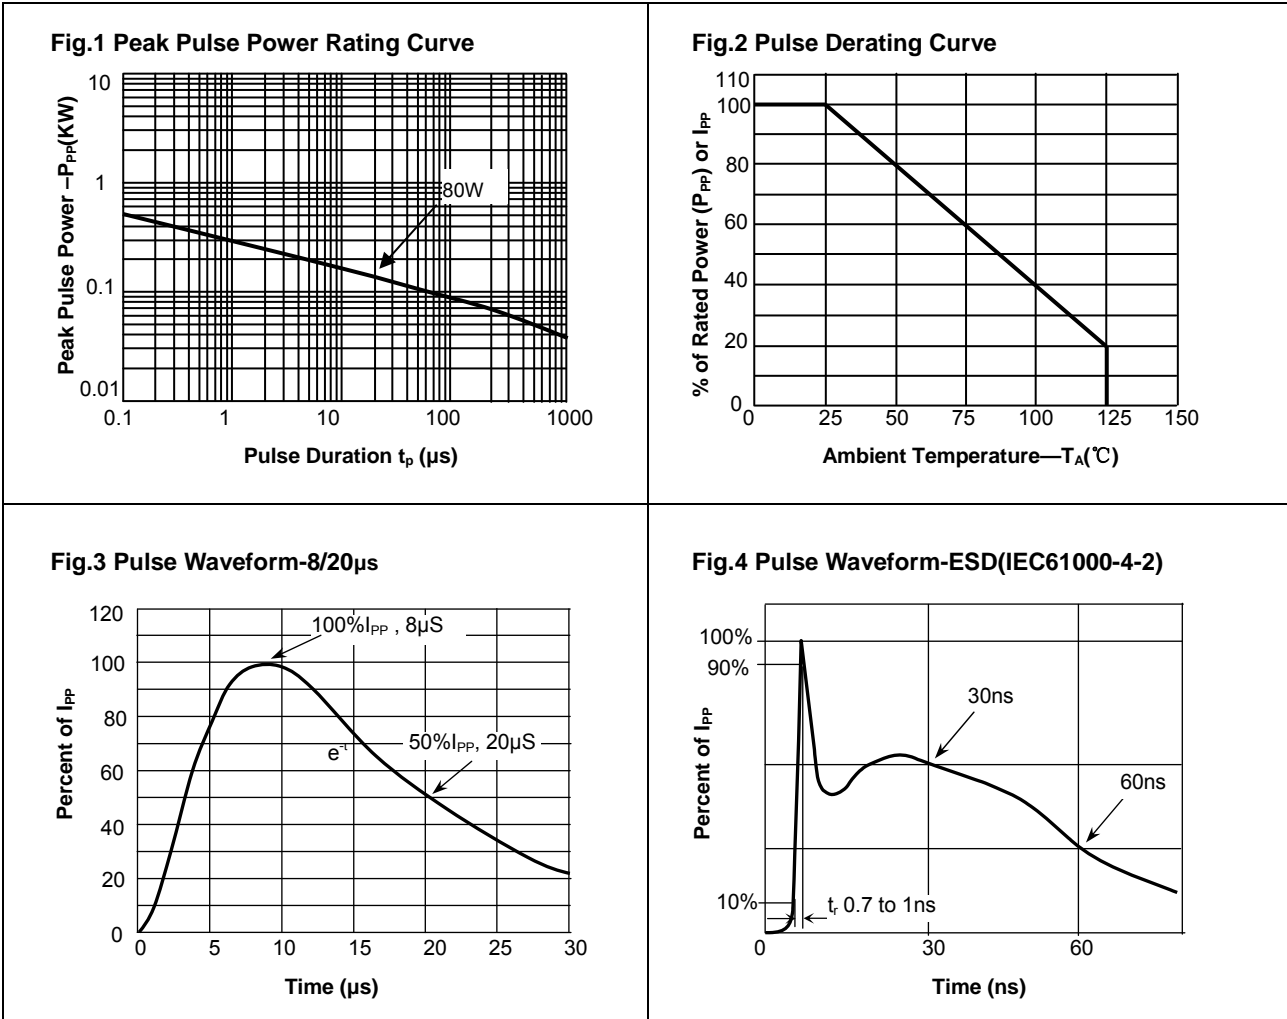 Fig.1 Peak Pulse Power Rating Curve
Peak Pulse Power –PPP(KW)
10
1
0.1
0.01
80W
0.1 1 10 100 1000
Pulse Duration tp (µs)
Fig.2 Pulse Derating Curve
% of Rated Power (PPP) or IPP
110
100
80
60
40
20
0
0 25 50 75 100 125 150
Ambient Temperature—TA(℃)
Fig.3 Pulse Waveform-8/20µs
Percent of IPP
120
100
80
60
40
20
0
100%IPP , 8µS
e-t
50%IPP, 20µS
0 5 10 15 20 25 30
Time (µs)
Fig.4 Pulse Waveform-ESD(IEC61000-4-2)
Percent of IPP
100%
90%
10%
30ns
60ns
tr 0.7 to 1ns
0 30 60
Time (ns)